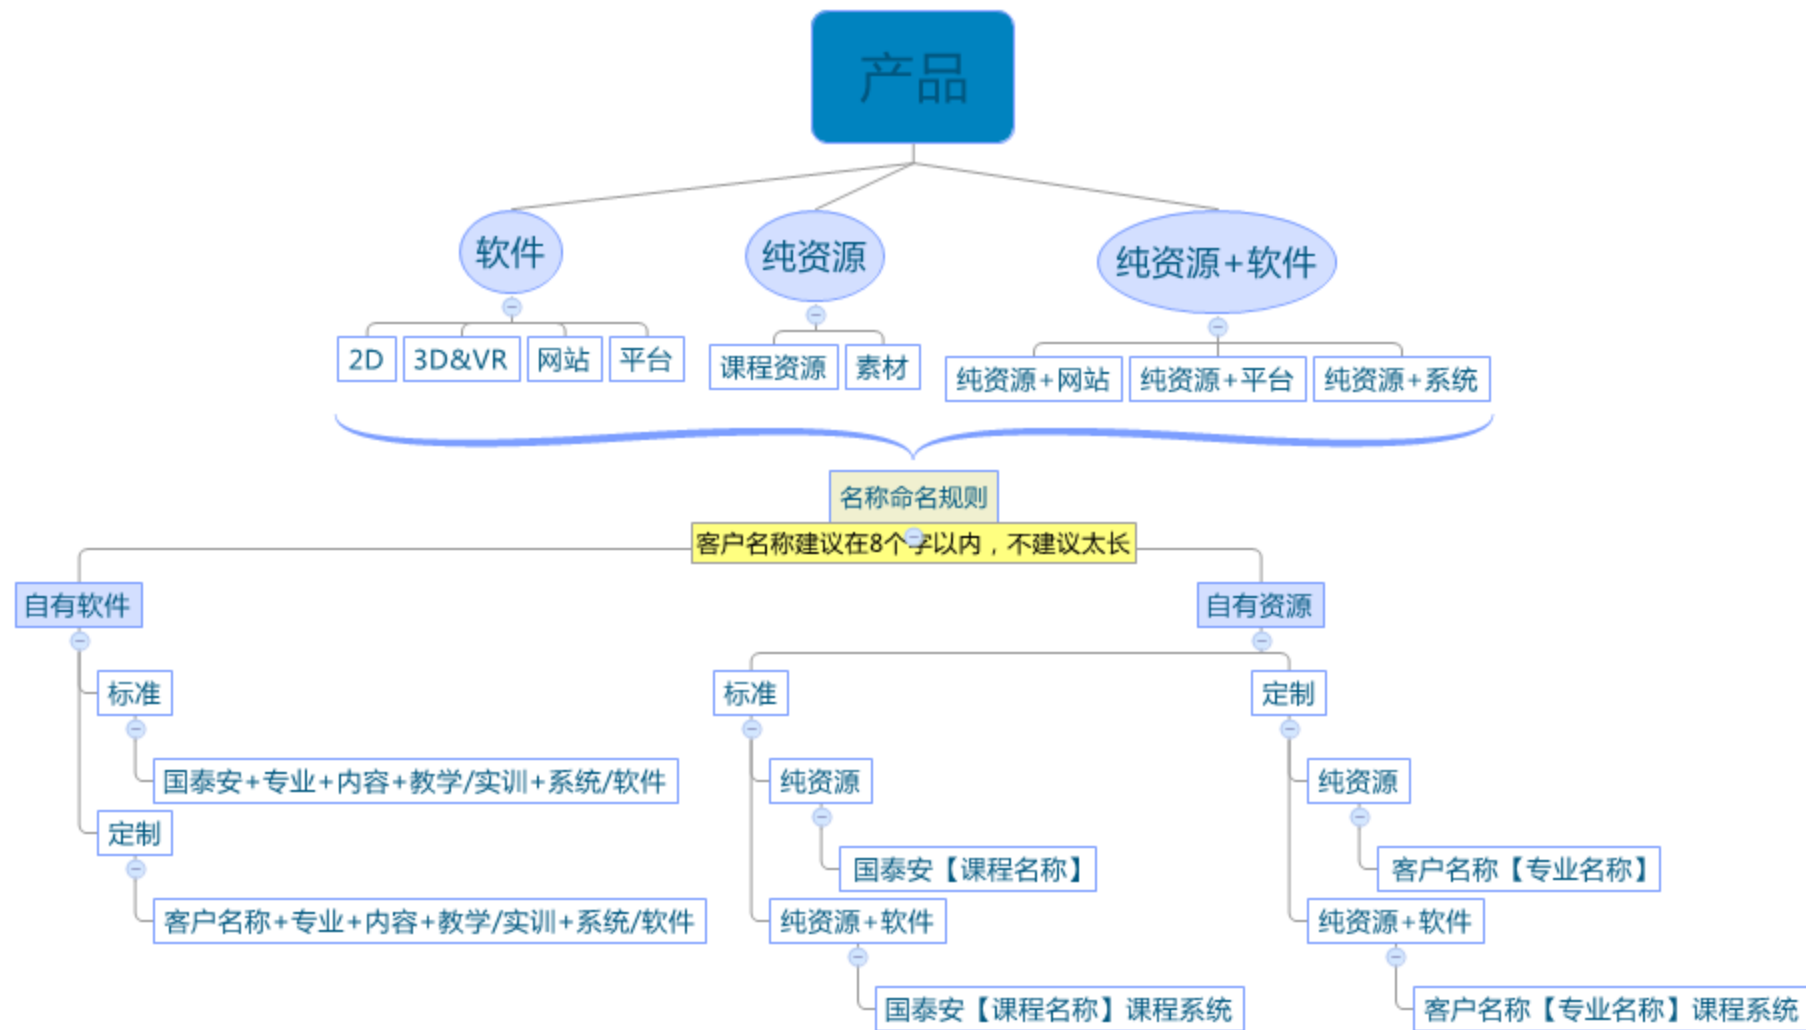 产品
软件
纯资源
纯资源+软件
2D
3D&VR
网站
平台
课程资源
素材
纯资源+网站
纯资源+平台
纯资源+系统
名称命名规则
客户名称建议在8个字以内，不建议太长
自有软件
自有资源
标准
标准
定制
国泰安+专业+内容+教学/实训+系统/软件
纯资源
纯资源
定制
国泰安【课程名称】
客户名称【专业名称】
客户名称+专业+内容+教学/实训+系统/软件
纯资源+软件
纯资源+软件
国泰安【课程名称】课程系统
客户名称【专业名称】课程系统